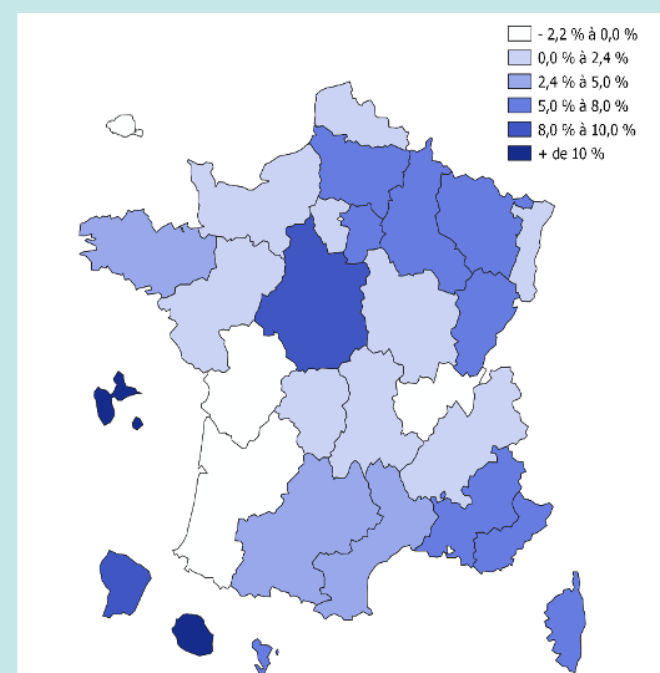 - 2,2 % à 0,0 %
0,0 % à 2,4 %
2,4 % à 5,0 %
5,0 % à 8,0 %
8,0 % à 10,0 %
+ de 10 %